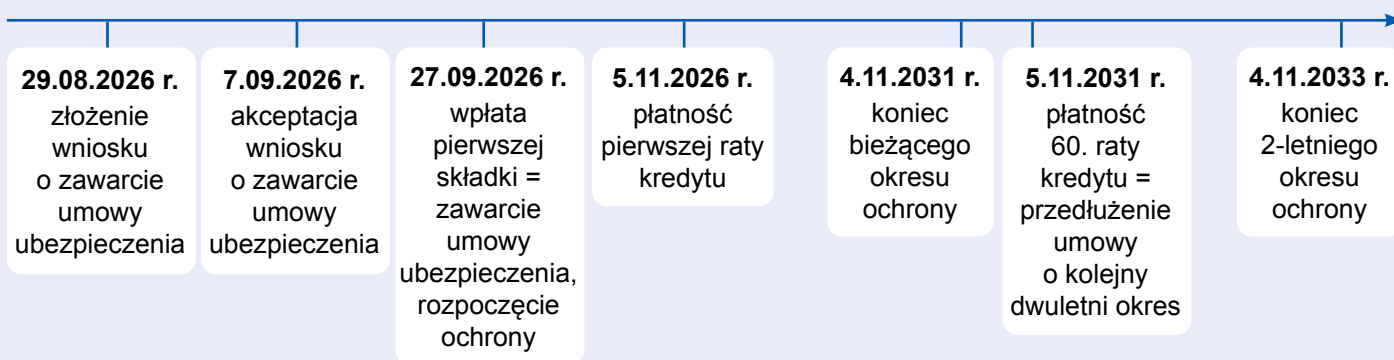 29.08.2026 r.
złożenie
wniosku
o zawarcie
umowy
ubezpieczenia
7.09.2026 r.
akceptacja
wniosku
o zawarcie
umowy
ubezpieczenia
27.09.2026 r.
wpłata
pierwszej
składki =
zawarcie
umowy
ubezpieczenia,
rozpoczęcie
ochrony
5.11.2026 r.
płatność
pierwszej raty
kredytu
4.11.2031 r.
koniec
bieżącego
okresu
ochrony
5.11.2031 r.
płatność
60. raty
kredytu =
przedłużenie
umowy
o kolejny
dwuletni okres
4.11.2033 r.
koniec
2-letniego
okresu
ochrony